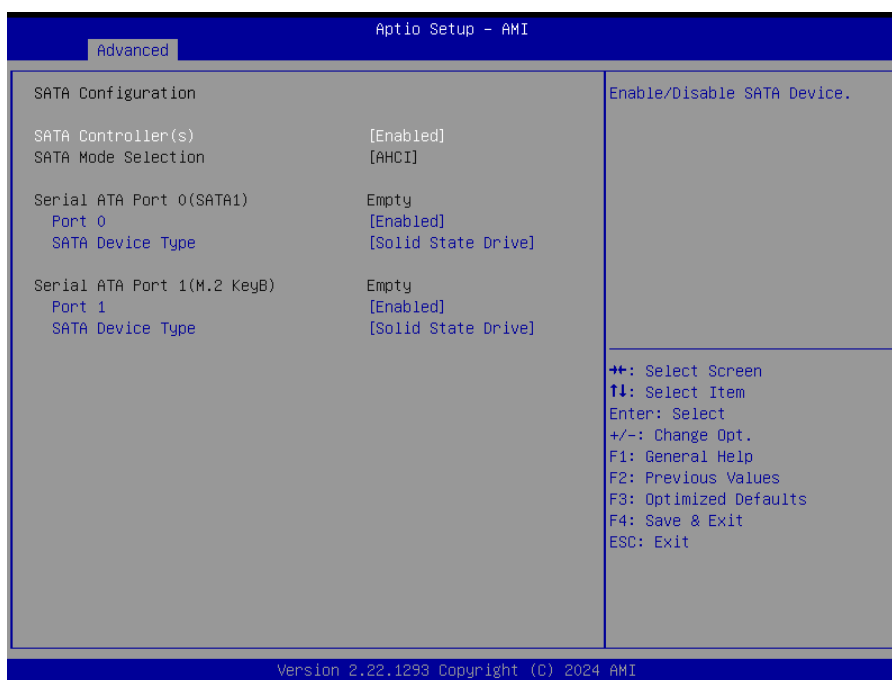 Aptio Setup – AMI
Advanced
SATA Configuration
SATA Controller(s) [Enabled]
SATA Mode Selection [AHCI]
Serial ATA Port 0(SATA1) Empty
Port 0 [Enabled]
SATA Device Type [Solid State Drive]
Serial ATA Port 1(M.2 KeyB) Empty
Port 1 [Enabled]
SATA Device Type [Solid State Drive]
Enable/Disable SATA Device.
→←: Select Screen
↑↓: Select Item
Enter: Select
+/-: Change Opt.
F1: General Help
F2: Previous Values
F3: Optimized Defaults
F4: Save & Exit
ESC: Exit
Version 2.22.1293 Copyright (C) 2024 AMI